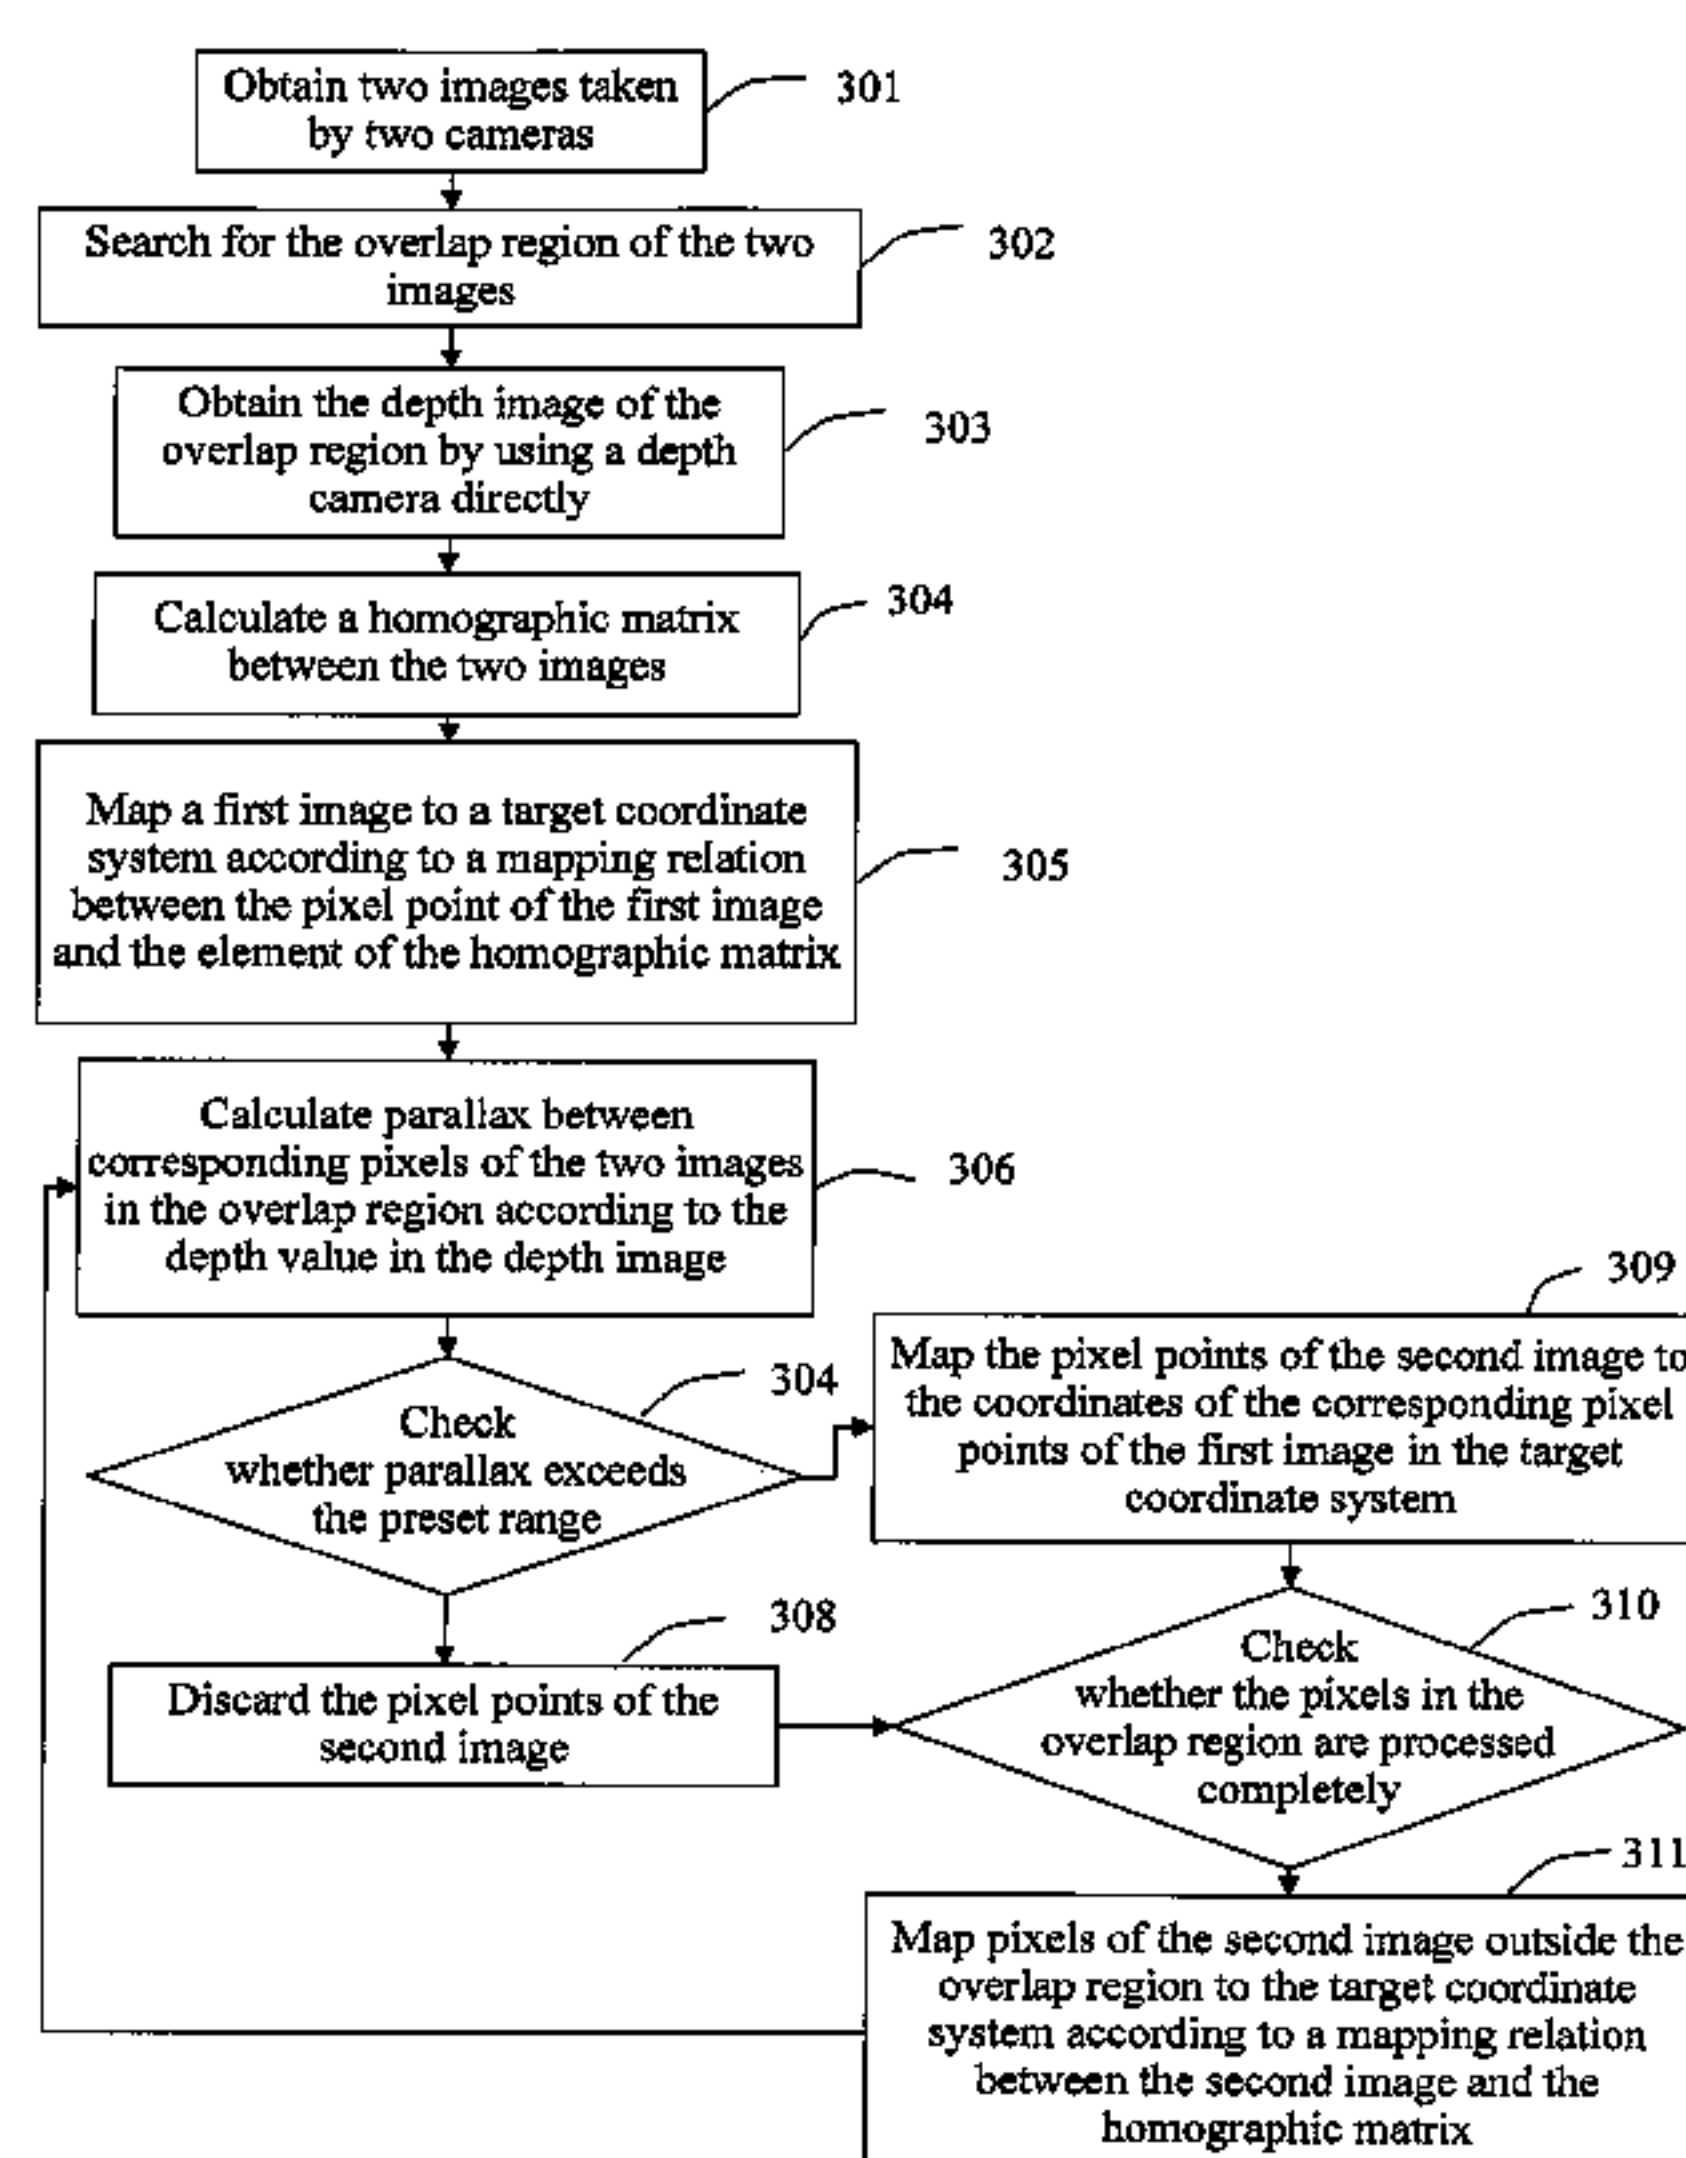 Obtain two images taken
by two cameras
301
Search for the overlap region of the two
images
302
Obtain the depth image of the
overlap region by using a depth
camera directly
303
Calculate a homographic matrix
between the two images
304
Map a first image to a target coordinate
system according to a mapping relation
between the pixel point of the first image
and the element of the homographic matrix
305
Calculate parallax between
corresponding pixels of the two images
in the overlap region according to the
depth value in the depth image
306
Check
whether parallax exceeds
the preset range
304
Discard the pixel points of the
second image
308
309
Map the pixel points of the second image to
the coordinates of the corresponding pixel
points of the first image in the target
coordinate system
310
Check
whether the pixels in the
overlap region are processed
completely
311
Map pixels of the second image outside the
overlap region to the target coordinate
system according to a mapping relation
between the second image and the
homographic matrix